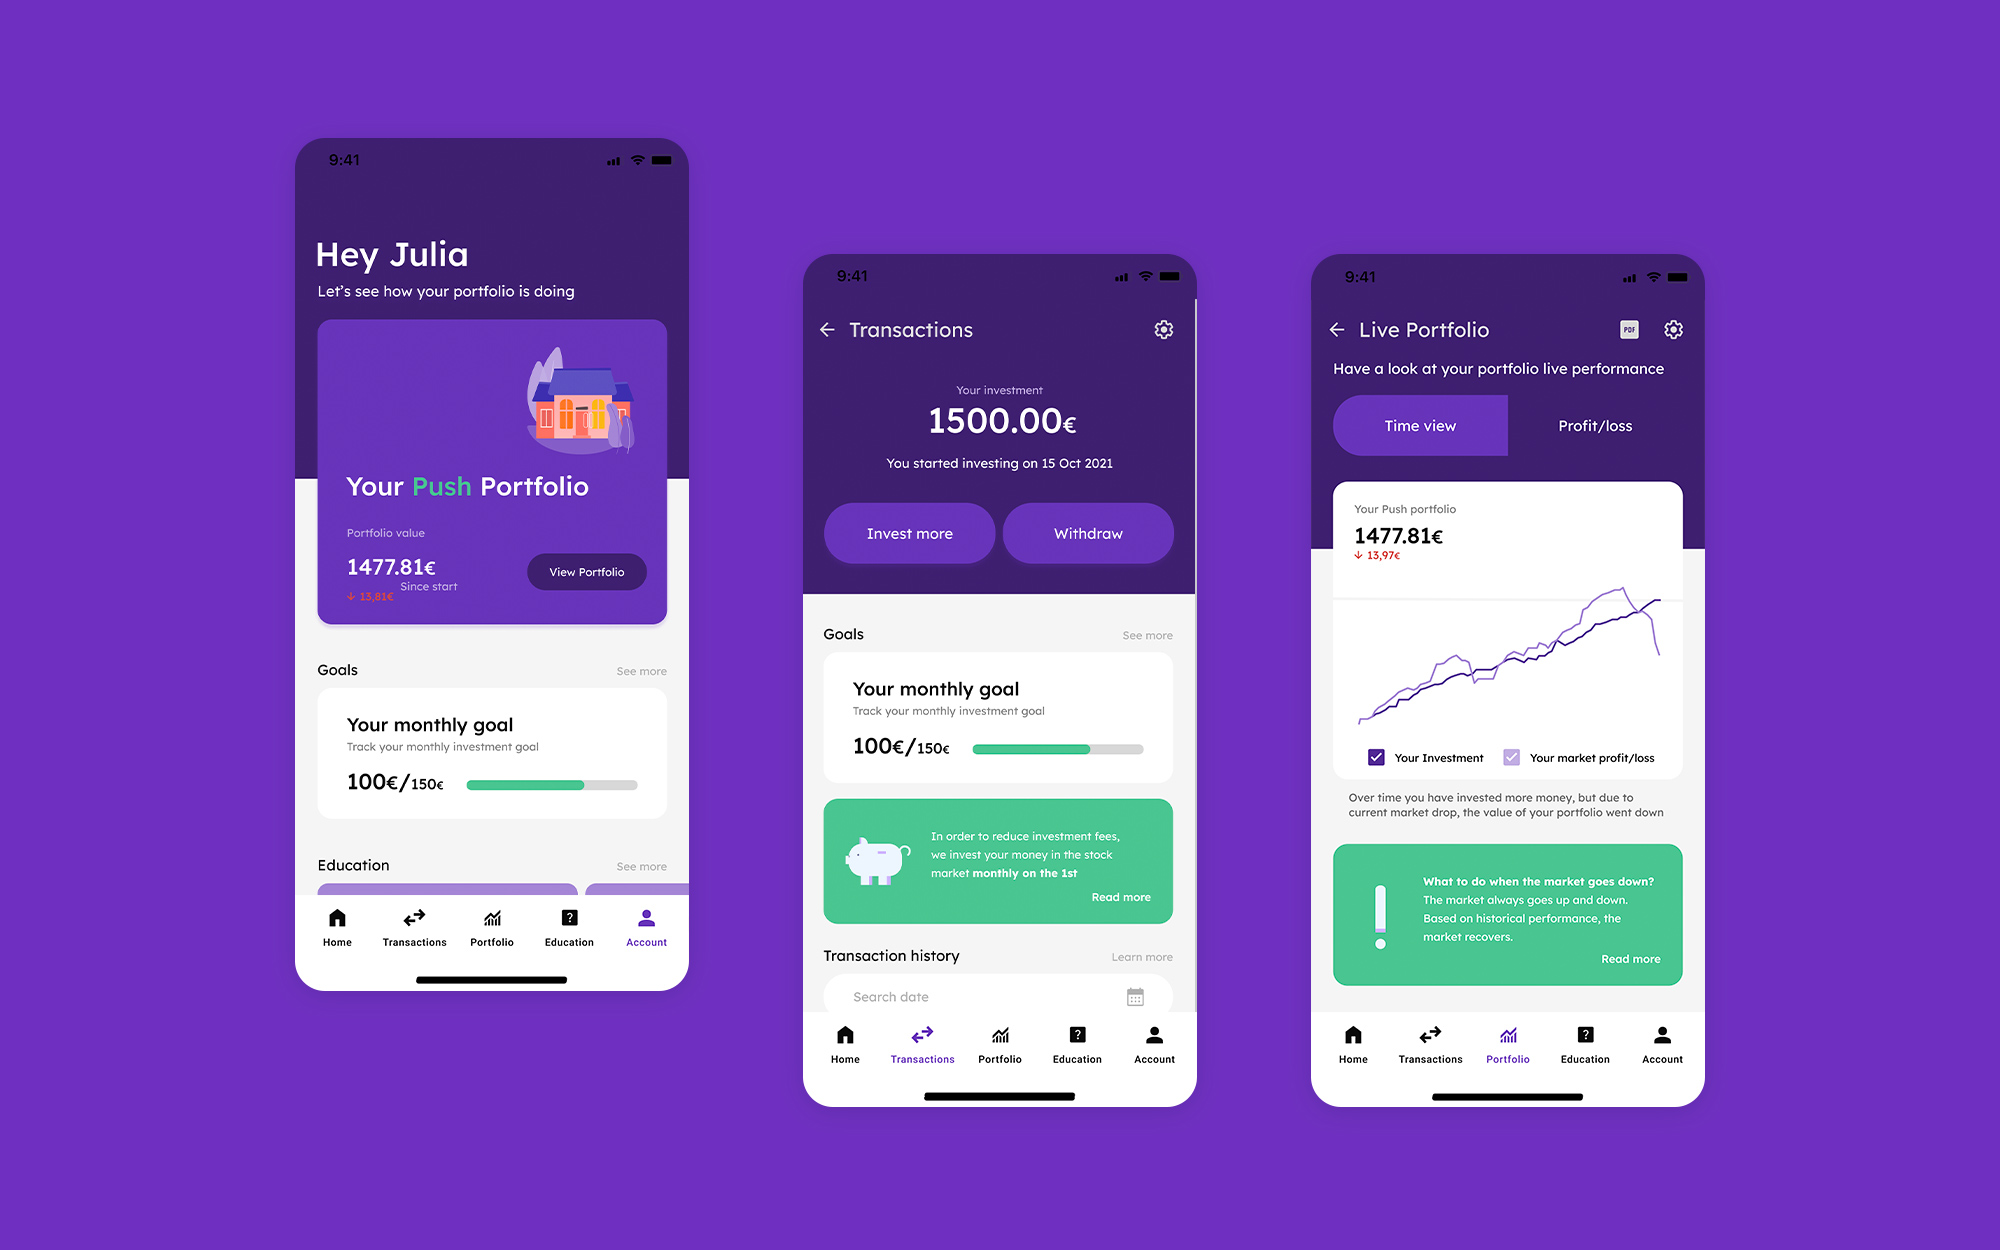 9:41
Hey Julia
Let's see how your portfolio is doing
Your Push Portfolio
Portfolio value
1477.81€
Since start
↓ 13,81€
View Portfolio
Goals
See more
Your monthly goal
Track your monthly investment goal
100€/150€
Education
See more
?
Home
Transactions
Portfolio
Education
Account
9:41
Transactions
Your investment
1500.00€
You started investing on 15 Oct 2021
Invest more
Withdraw
Goals
See more
Your monthly goal
Track your monthly investment goal
100€/150€
In order to reduce investment fees,
we invest your money in the stock
market monthly on the 1st
Read more
Transaction history
Learn more
Search date
?
Home
Transactions
Portfolio
Education
Account
9:41
Live Portfolio
PDF
Have a look at your portfolio live performance
Time view
Profit/loss
Your Push portfolio
1477.81€
↓ 13,97€
Your Investment
Your market profit/loss
Over time you have invested more money, but due to
current market drop, the value of your portfolio went down
What to do when the market goes down?
The market always goes up and down.
Based on historical performance, the
market recovers.
Read more
?
Home
Transactions
Portfolio
Education
Account